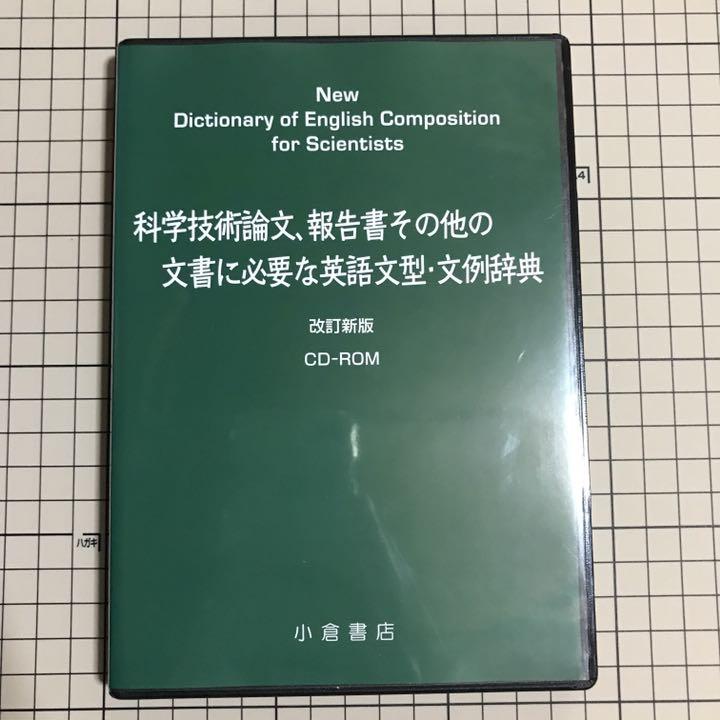 New
Dictionary of English Composition
for Scientists
科学技術論文、報告書その他の
文書に必要な英語文型・文例辞典
改訂新版
CD-ROM
小倉書店
A4
ハガキ